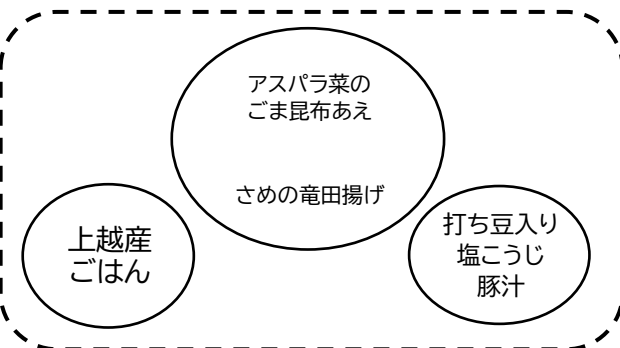 アスパラ菜の
ごま昆布あえ
さめの竜田揚げ
上越産
ごはん
打ち豆入り
塩こうじ
豚汁